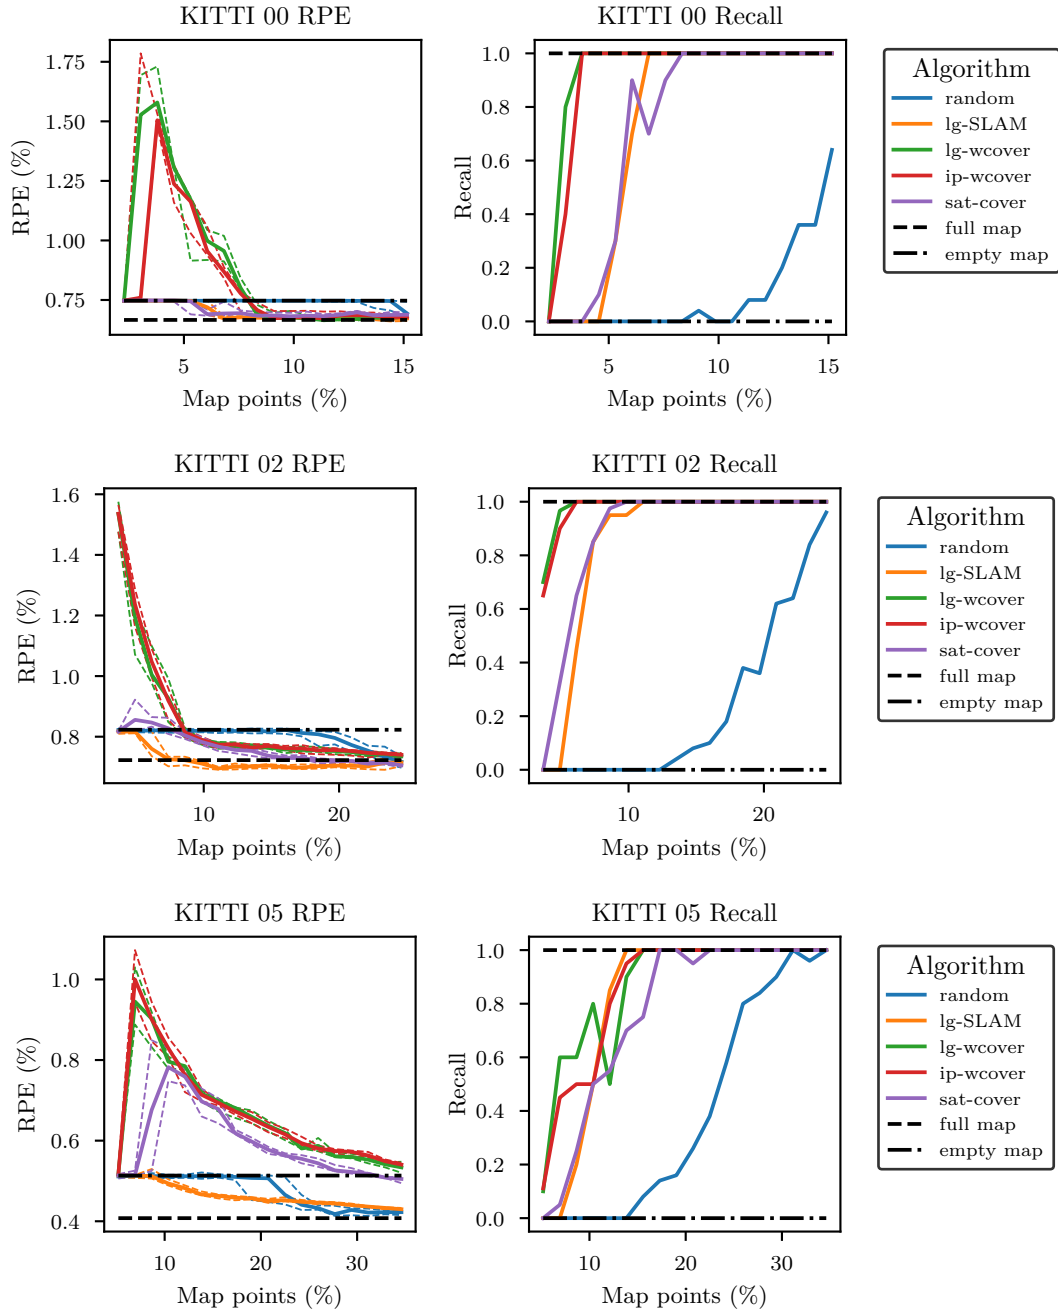 KITTI 00 RPE
KITTI 00 Recall
1.75
1.50
1.25
1.00
0.75
RPE (%)
5
10
15
Map points (%)
1.0
0.8
0.6
0.4
0.2
0.0
Recall
5
10
15
Map points (%)
Algorithm
random
lg-SLAM
lg-wcover
ip-wcover
sat-cover
full map
empty map
KITTI 02 RPE
KITTI 02 Recall
1.6
1.4
1.2
1.0
0.8
RPE (%)
10
20
Map points (%)
1.0
0.8
0.6
0.4
0.2
0.0
Recall
10
20
Map points (%)
Algorithm
random
lg-SLAM
lg-wcover
ip-wcover
sat-cover
full map
empty map
KITTI 05 RPE
KITTI 05 Recall
1.0
0.8
0.6
0.4
RPE (%)
10
20
30
Map points (%)
1.0
0.8
0.6
0.4
0.2
0.0
Recall
10
20
30
Map points (%)
Algorithm
random
lg-SLAM
lg-wcover
ip-wcover
sat-cover
full map
empty map